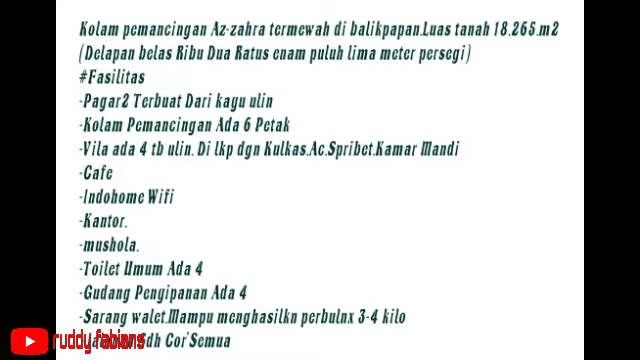 Kolam pemancingan Az-zahra termewah di balikpapan.Luas tanah 18.265.m2
(Delapan belas Ribu Dua Ratus enam puluh lima meter persegi)
#Fasilitas
-Pagar2 Terbuat Dari kayu ulin
-Kolam Pemancingan Ada 6 Petak
-Vila ada 4 tb ulin. Di lkp dgn Kulkas.Ac.Spribet.Kamar Mandi
-Cafe
-Indohome Wifi
-Kantor.
-mushola.
-Toilet Umum Ada 4
-Gudang Pengipanan Ada 4
-Sarang walet.Mampu menghasilkn perbulnx 3-4 kilo
Sdh Cor'Semua
ruddy fabians